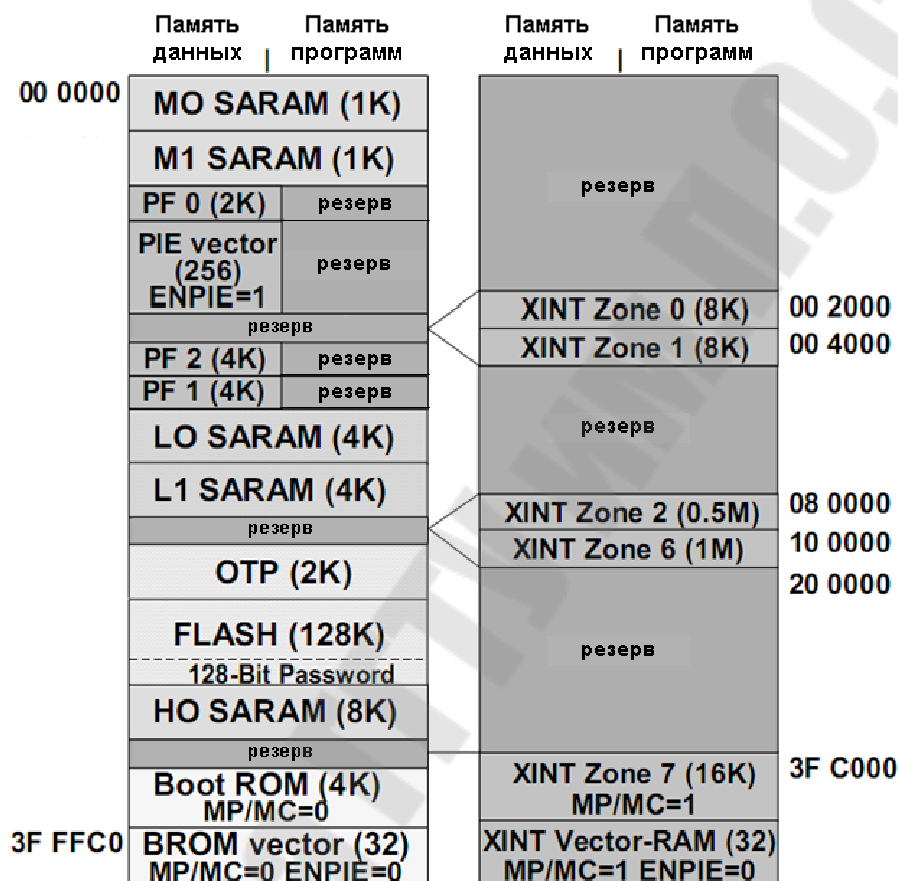 Память данных | Память программ
Память данных | Память программ
00 0000
MO SARAM (1K)
M1 SARAM (1K)
PF 0 (2K)
резерв
PIE vector
(256)
ENPIE=1
резерв
резерв
PF 2 (4K)
резерв
PF 1 (4K)
резерв
LO SARAM (4K)
L1 SARAM (4K)
резерв
OTP (2K)
FLASH (128K)
128-Bit Password
HO SARAM (8K)
резерв
Boot ROM (4K)
MP/MC=0
3F FFC0
BROM vector (32)
MP/MC=0 ENPIE=0
резерв
XINT Zone 0 (8K)
00 2000
XINT Zone 1 (8K)
00 4000
резерв
XINT Zone 2 (0.5M)
08 0000
XINT Zone 6 (1M)
10 0000
20 0000
резерв
XINT Zone 7 (16K)
MP/MC=1
3F C000
XINT Vector-RAM (32)
MP/MC=1 ENPIE=0